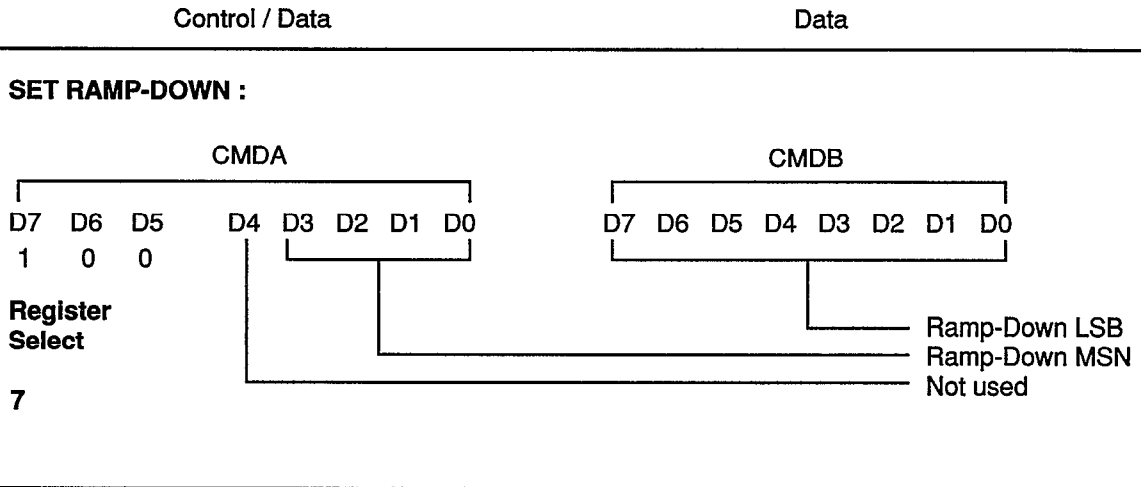 Control / Data Data
SET RAMP-DOWN :
CMDA CMDB
D7 D6 D5 D4 D3 D2 D1 D0 D7 D6 D5 D4 D3 D2 D1 D0
1 0 0
Register
Select
Ramp-Down LSB
Ramp-Down MSN
Not used
7